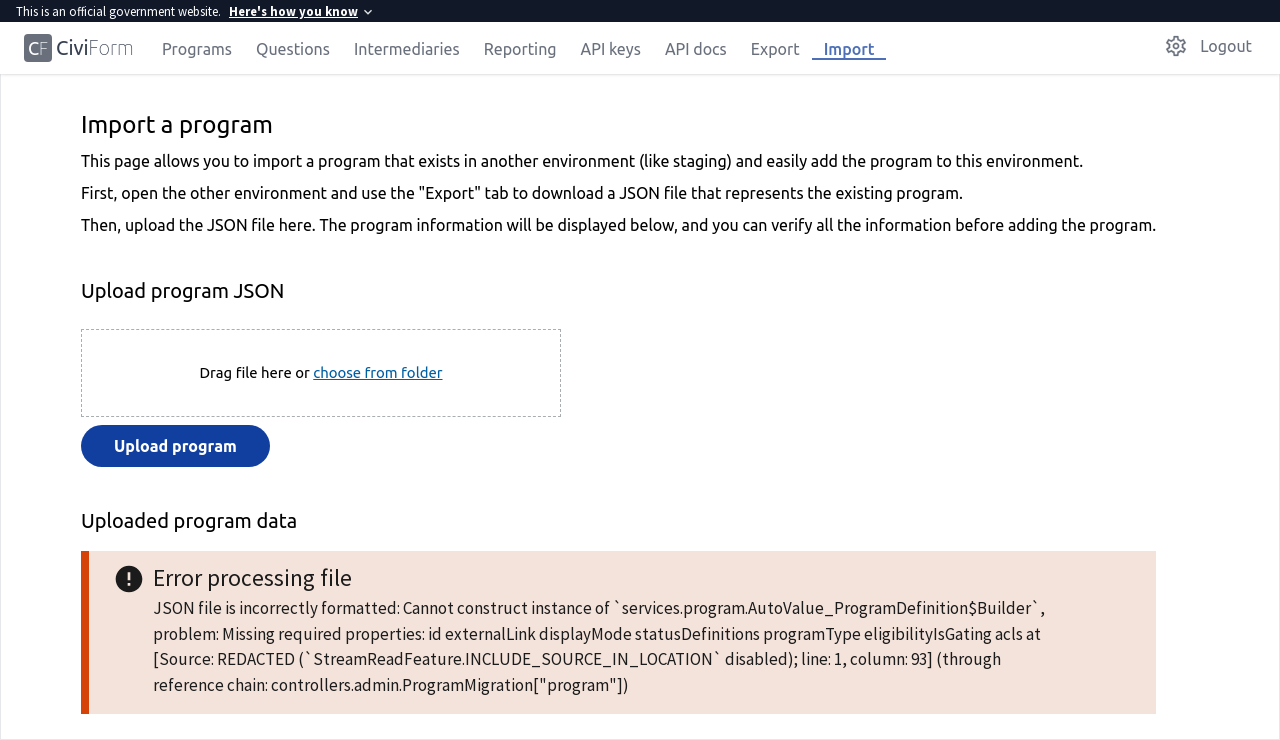 This is an official government website. Here's how you know
CF CiviForm Programs Questions Intermediaries Reporting API keys API docs Export Import Logout
Import a program
This page allows you to import a program that exists in another environment (like staging) and easily add the program to this environment.
First, open the other environment and use the "Export" tab to download a JSON file that represents the existing program.
Then, upload the JSON file here. The program information will be displayed below, and you can verify all the information before adding the program.
Upload program JSON
Drag file here or choose from folder
Upload program
Uploaded program data
Error processing file
JSON file is incorrectly formatted: Cannot construct instance of `services.program.AutoValue_ProgramDefinition$Builder`,
problem: Missing required properties: id externalLink displayMode statusDefinitions programType eligibilityIsGating acls at
[Source: REDACTED (`StreamReadFeature.INCLUDE_SOURCE_IN_LOCATION` disabled); line: 1, column: 93] (through
reference chain: controllers.admin.ProgramMigration["program"])